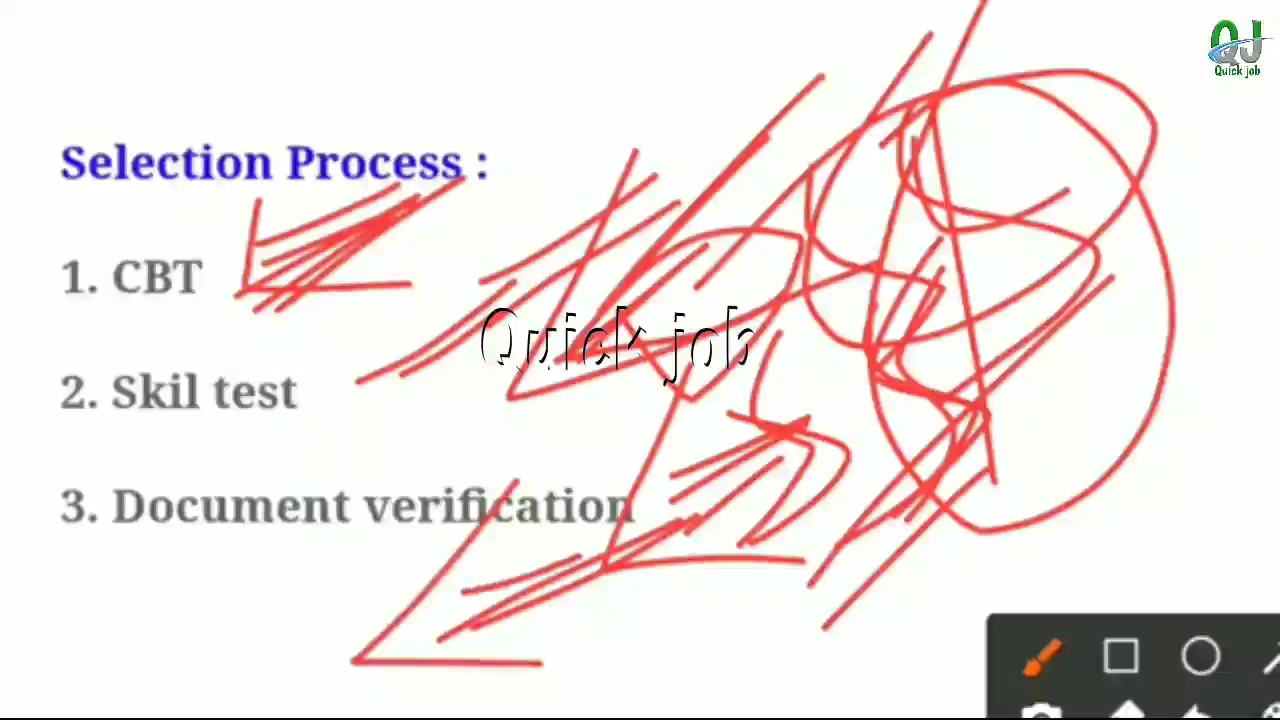 QJ
Quick job
Selection Process :
1. CBT
Quick job
2. Skil test
3. Document verification